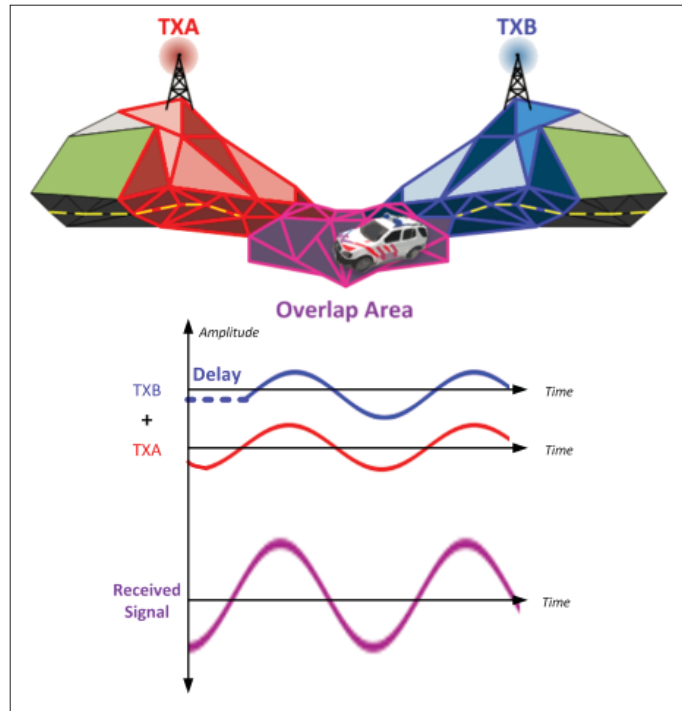 TXA
TXB
Overlap Area
Amplitude
Delay
TXB
Time
+
TXA
Time
Received
Signal
Time